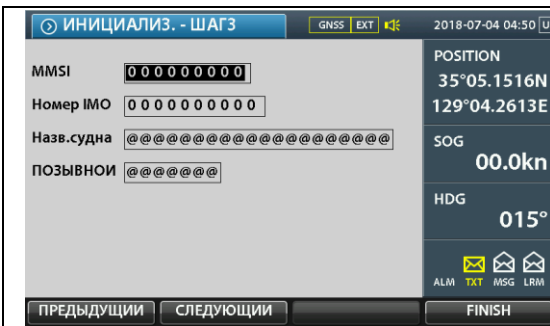 ИНИЦИАЛИЗ. - ШАГ3 GNSS EXT 2018-07-04 04:50 U
MMSI 000000000
Номер IMO 0000000000
Назв.судна @@@@@@@@@@@@@@@@@@@@
ПОЗЫВНОИ @@@@@@@
POSITION
35°05.1516N
129°04.2613E
SOG
00.0kn
HDG
015°
ALM TXT MSG LRM
ПРЕДЫДУЩИИ СЛЕДУЮЩИИ FINISH